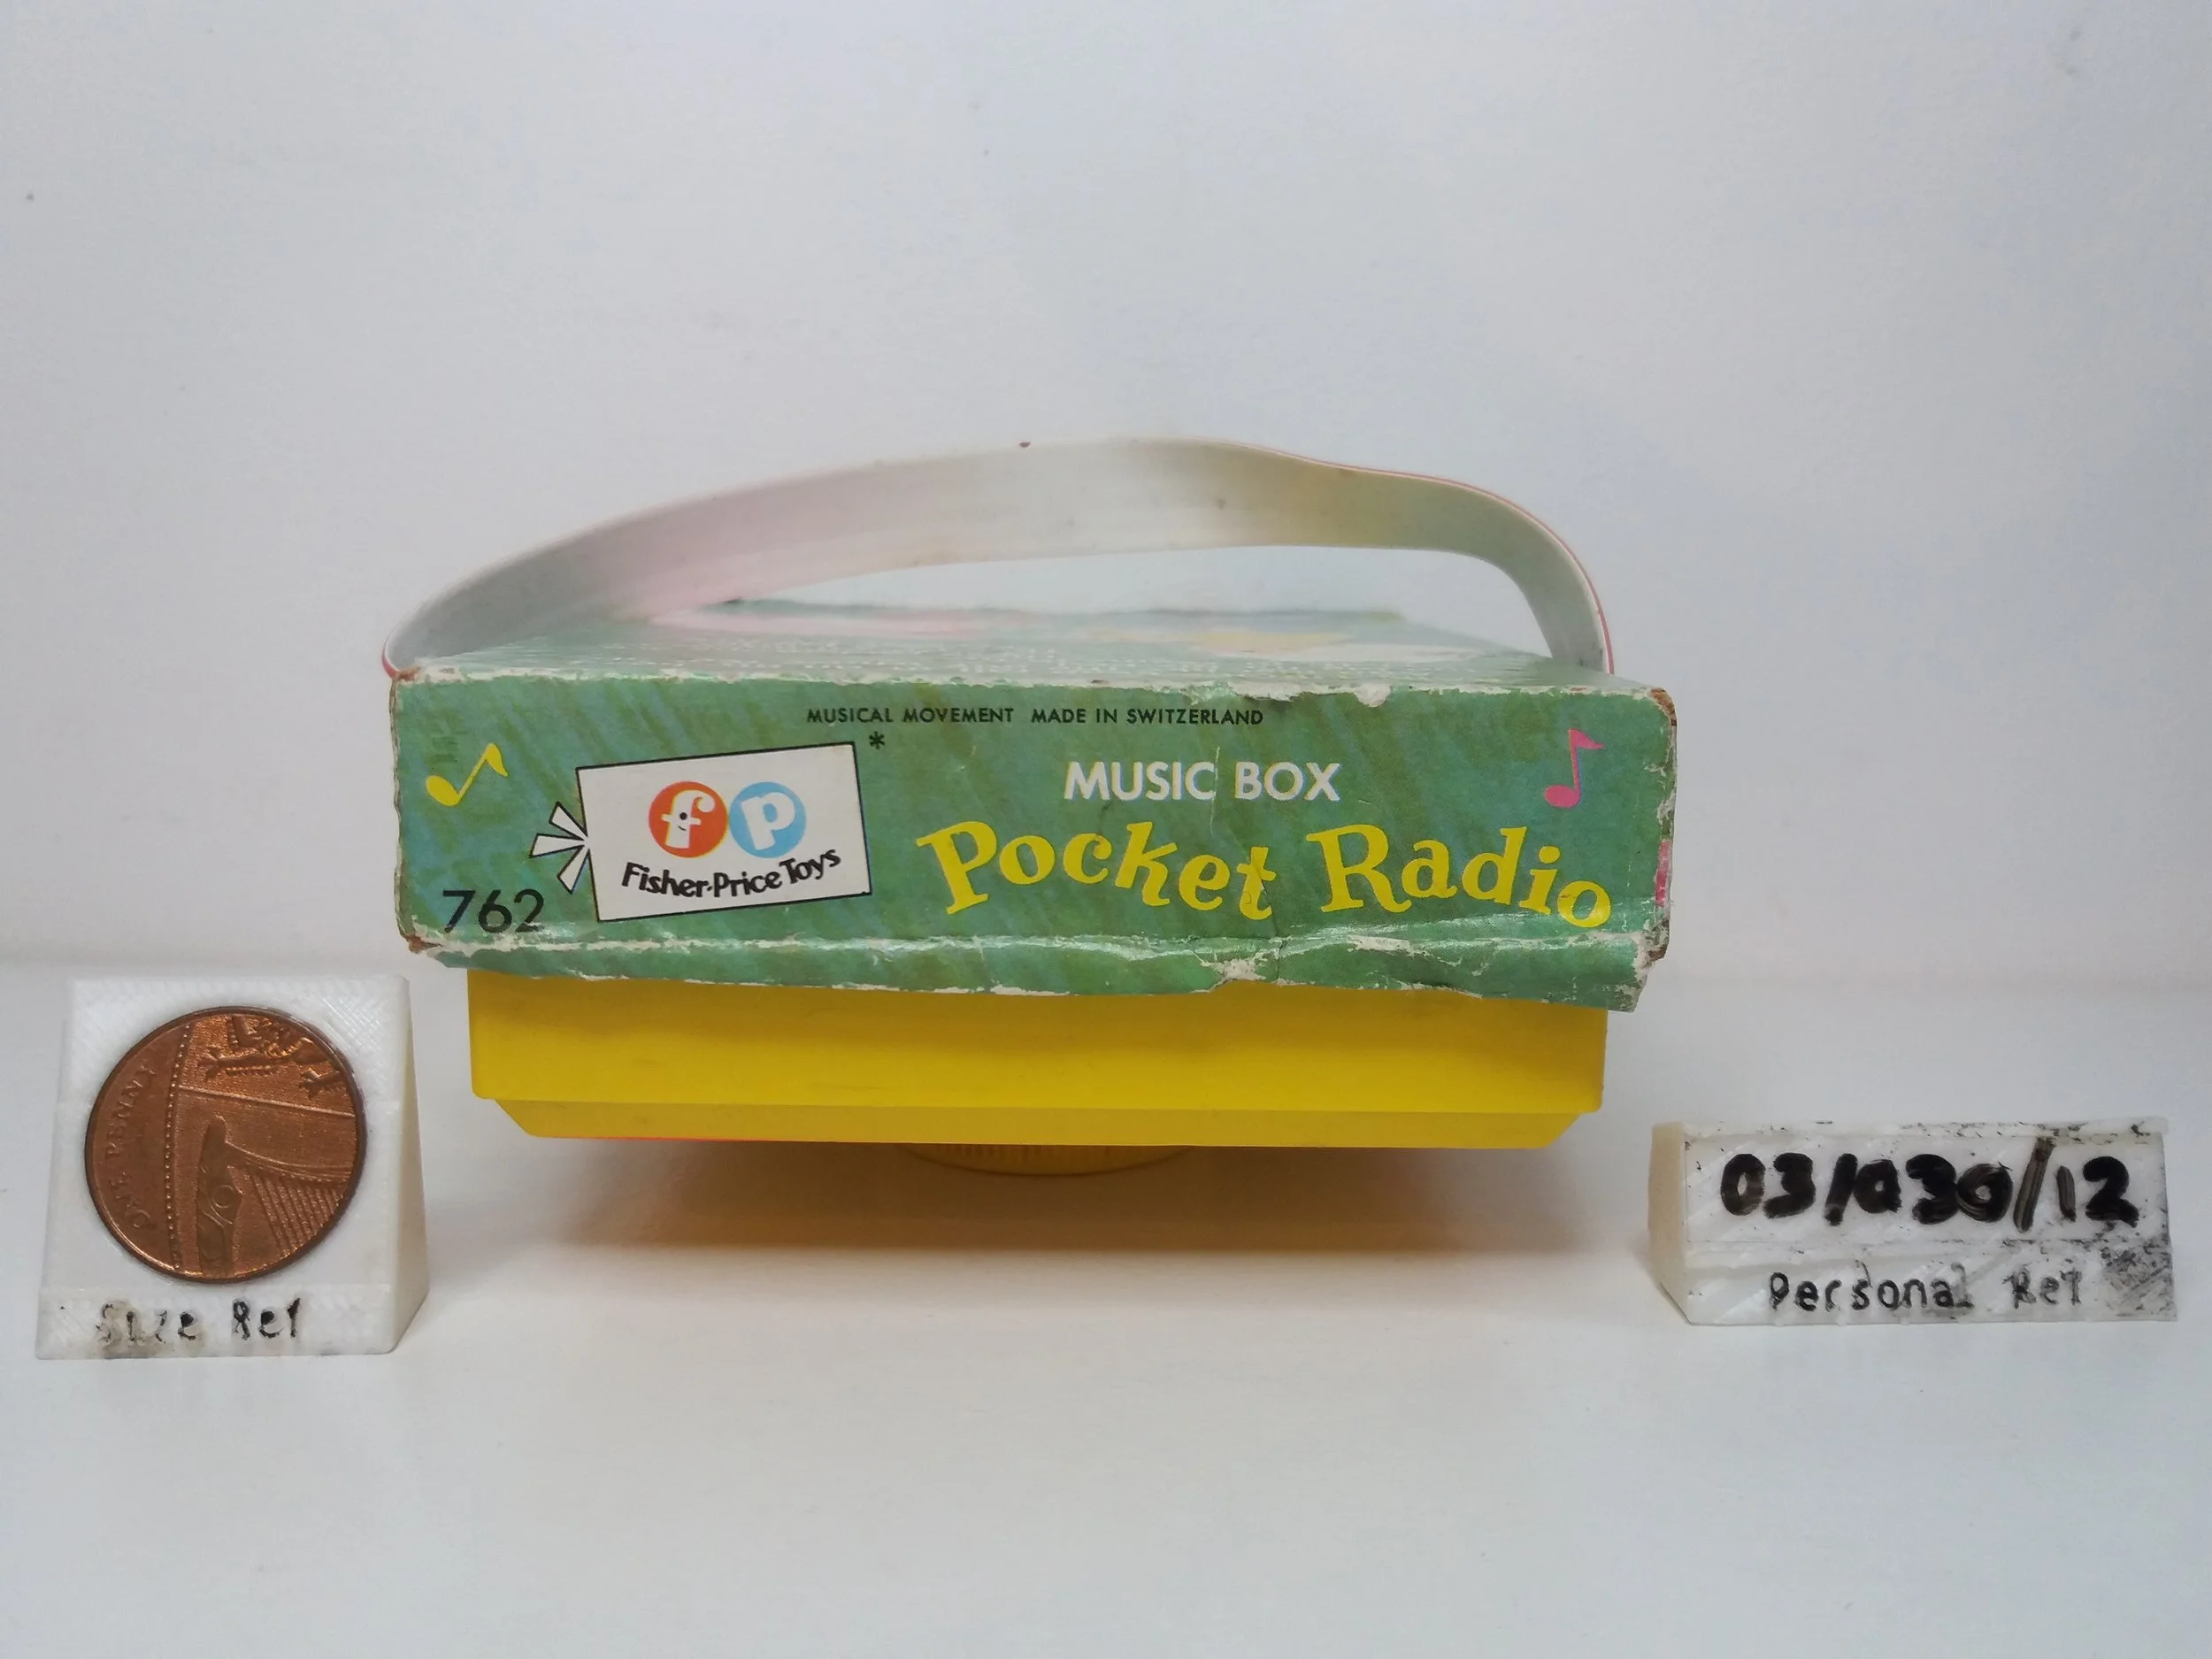 MUSICAL MOVEMENT MADE IN SWITZERLAND
*
fp
Fisher-Price Toys
762
MUSIC BOX
Pocket Radio
ONE PENNY
Size Ref
03/a30/12
Personal Ref